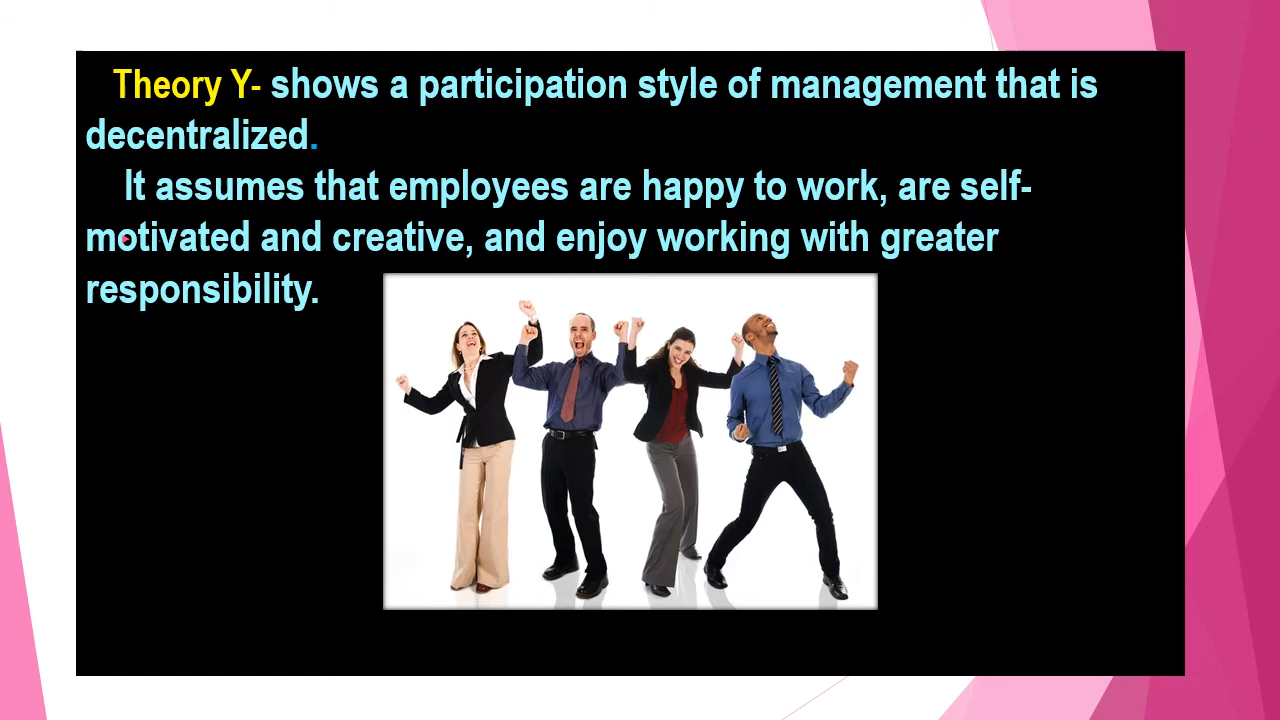 Theory Y- shows a participation style of management that is
decentralized.
It assumes that employees are happy to work, are self-
motivated and creative, and enjoy working with greater
responsibility.